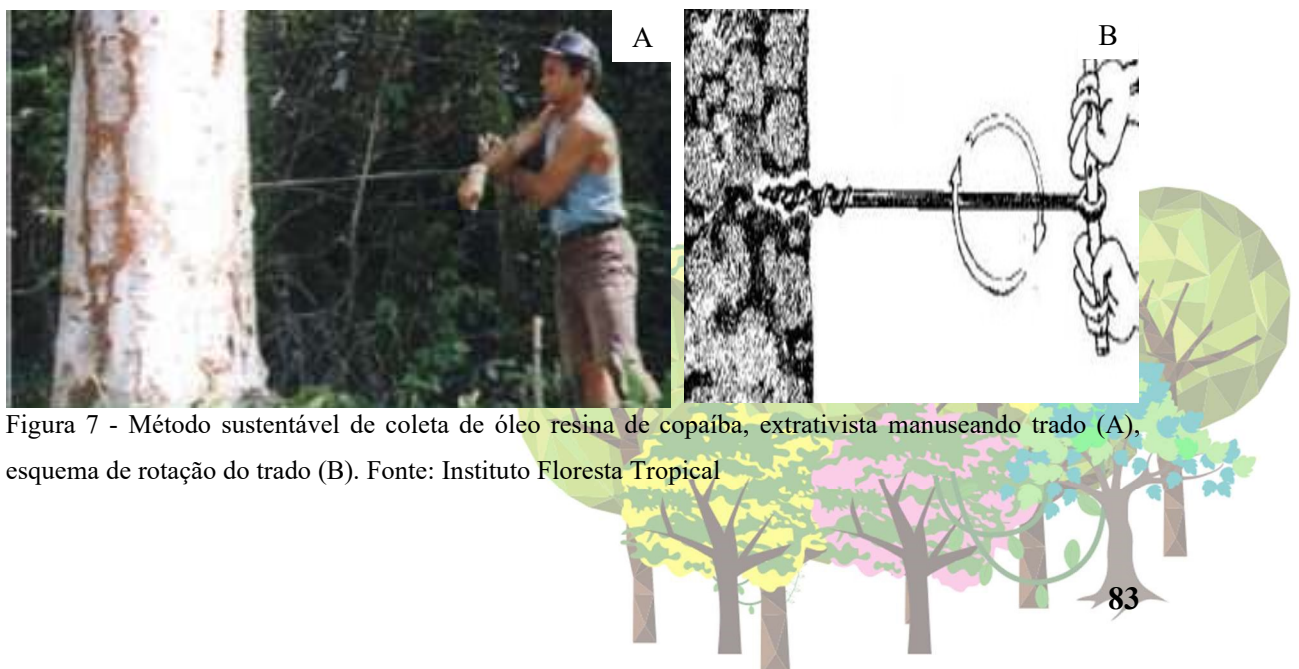 A
B
Figura 7 - Método sustentável de coleta de óleo resina de copaíba, extrativista manuseando trado (A),
esquema de rotação do trado (B). Fonte: Instituto Floresta Tropical
83